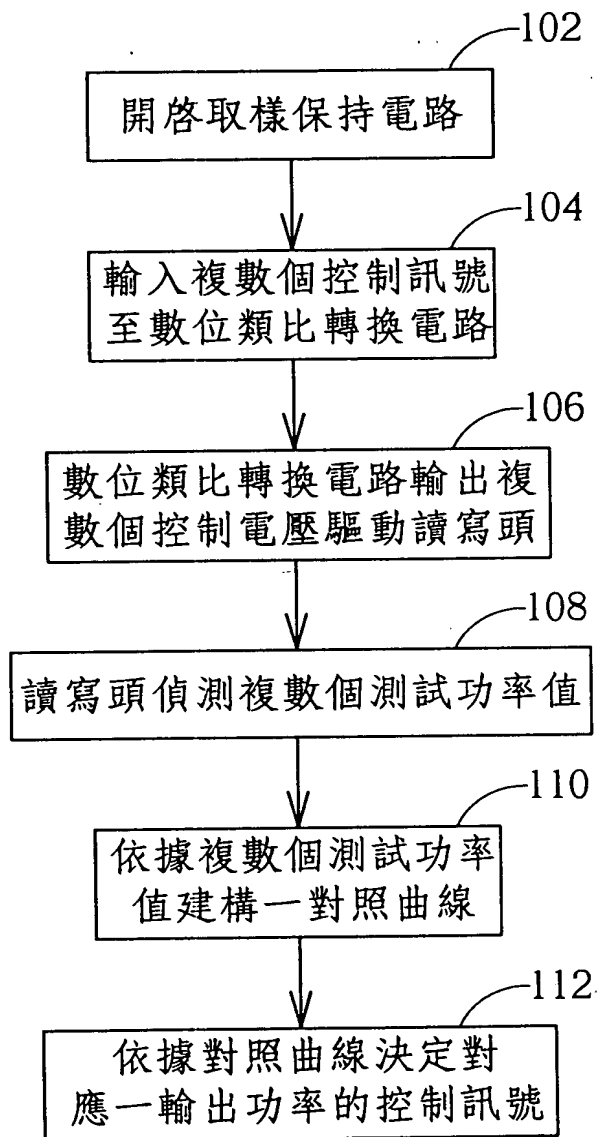 102
開啓取樣保持電路
104
輸入複數個控制訊號
至數位類比轉換電路
106
數位類比轉換電路輸出複
數個控制電壓驅動讀寫頭
108
讀寫頭偵測複數個測試功率值
110
依據複數個測試功率
值建構一對照曲線
112
依據對照曲線決定對
應一輸出功率的控制訊號